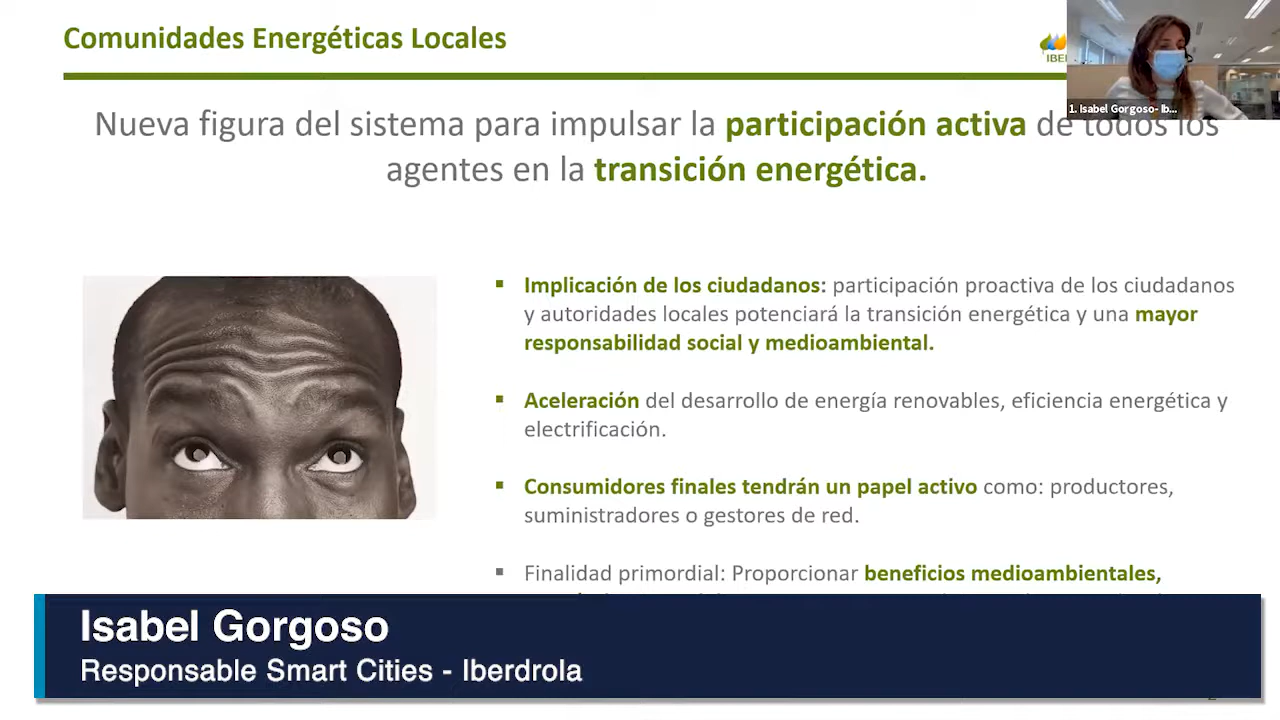 Comunidades Energéticas Locales
IBE
1. Isabel Gorgoso- Ib...
Nueva figura del sistema para impulsar la participación activa de todos los
agentes en la transición energética.
▪ Implicación de los ciudadanos: participación proactiva de los ciudadanos
y autoridades locales potenciará la transición energética y una mayor
responsabilidad social y medioambiental.
▪ Aceleración del desarrollo de energía renovables, eficiencia energética y
electrificación.
▪ Consumidores finales tendrán un papel activo como: productores,
suministradores o gestores de red.
▪ Finalidad primordial: Proporcionar beneficios medioambientales,
Isabel Gorgoso
Responsable Smart Cities - Iberdrola